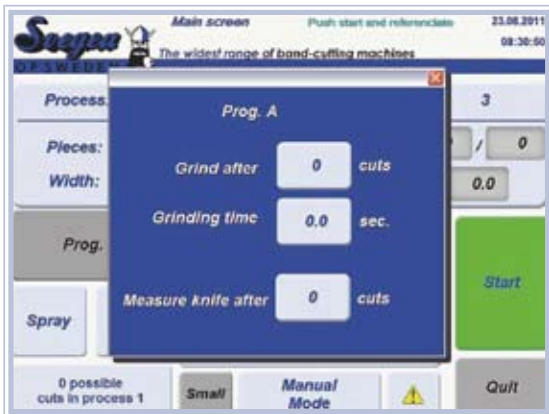 Svegea
OF SWEDEN
Main screen
Push start and referenciate
23.08.2011
08:30:50
The widest range of band-cutting machines
Process
3
Pieces:
/ 0
Width:
0.0
Prog.
Prog. A
Grind after 0 cuts
Grinding time 0.0 sec.
Measure knife after 0 cuts
Start
Spray
0 possible
cuts in process 1
Small
Manual
Mode
Quit